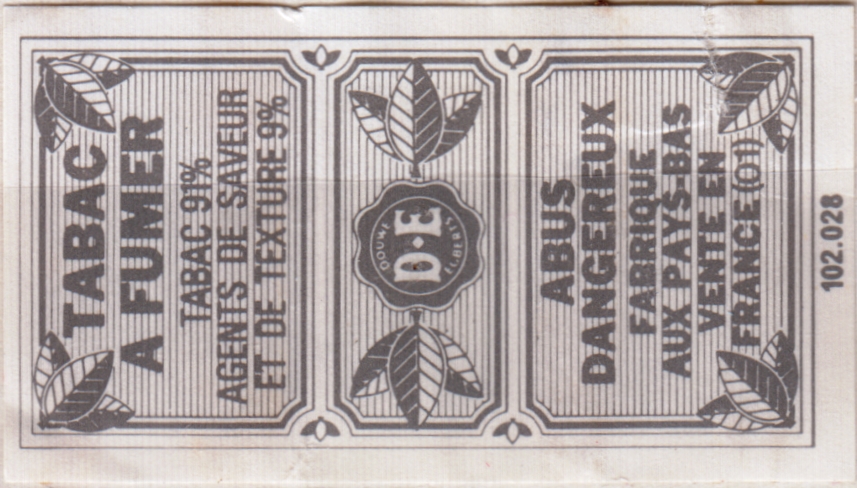 TABAC
A FUMER
TABAC 91%
AGENTS DE SAVEUR
ET DE TEXTURE 9%
DOUWE
D·E
EGBERTS
ABUS
DANGEREUX
FABRIQUE
AUX PAYS-BAS
VENTE EN
FRANCE (01)
102.028